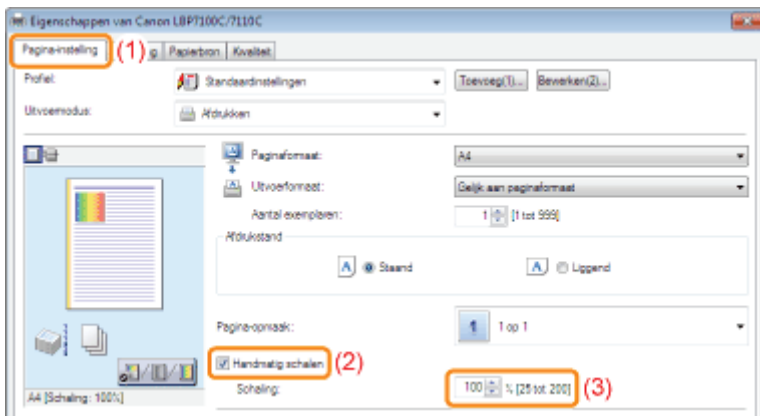 Eigenschappen van Canon LBP7100C/7110C
Pagina-instelling (1) g Papierbron Kwaliteit
Profiel: Standaardinstellingen Toevoeg(1)... Bewerken(2)...
Uitvoermodus: Afdrukken
Paginaformaat: A4
Uitvoerformaat: Gelijk aan paginaformaat
Aantal exemplaren: 1 [1 tot 999]
Afdrukstand
A Staand A Liggend
Pagina-opmaak: 1 1 op 1
Handmatig schalen (2)
Schaling: 100 % [25 tot 200] (3)
A4 [Schaling: 100%]